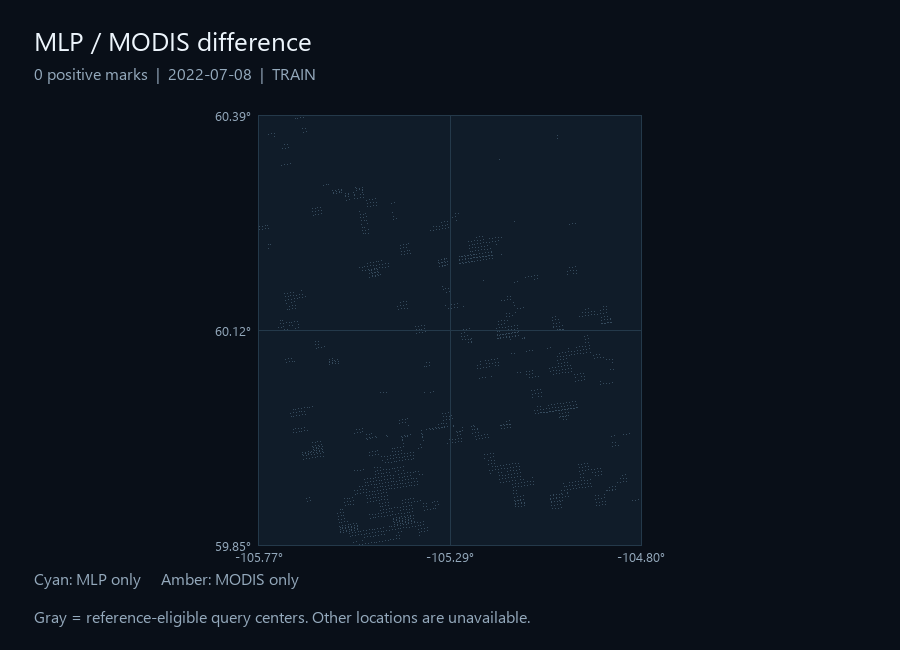 MLP / MODIS difference
0 positive marks | 2022-07-08 | TRAIN
60.39°
60.12°
59.85°
-105.77° -105.29° -104.80°
Cyan: MLP only Amber: MODIS only
Gray = reference-eligible query centers. Other locations are unavailable.